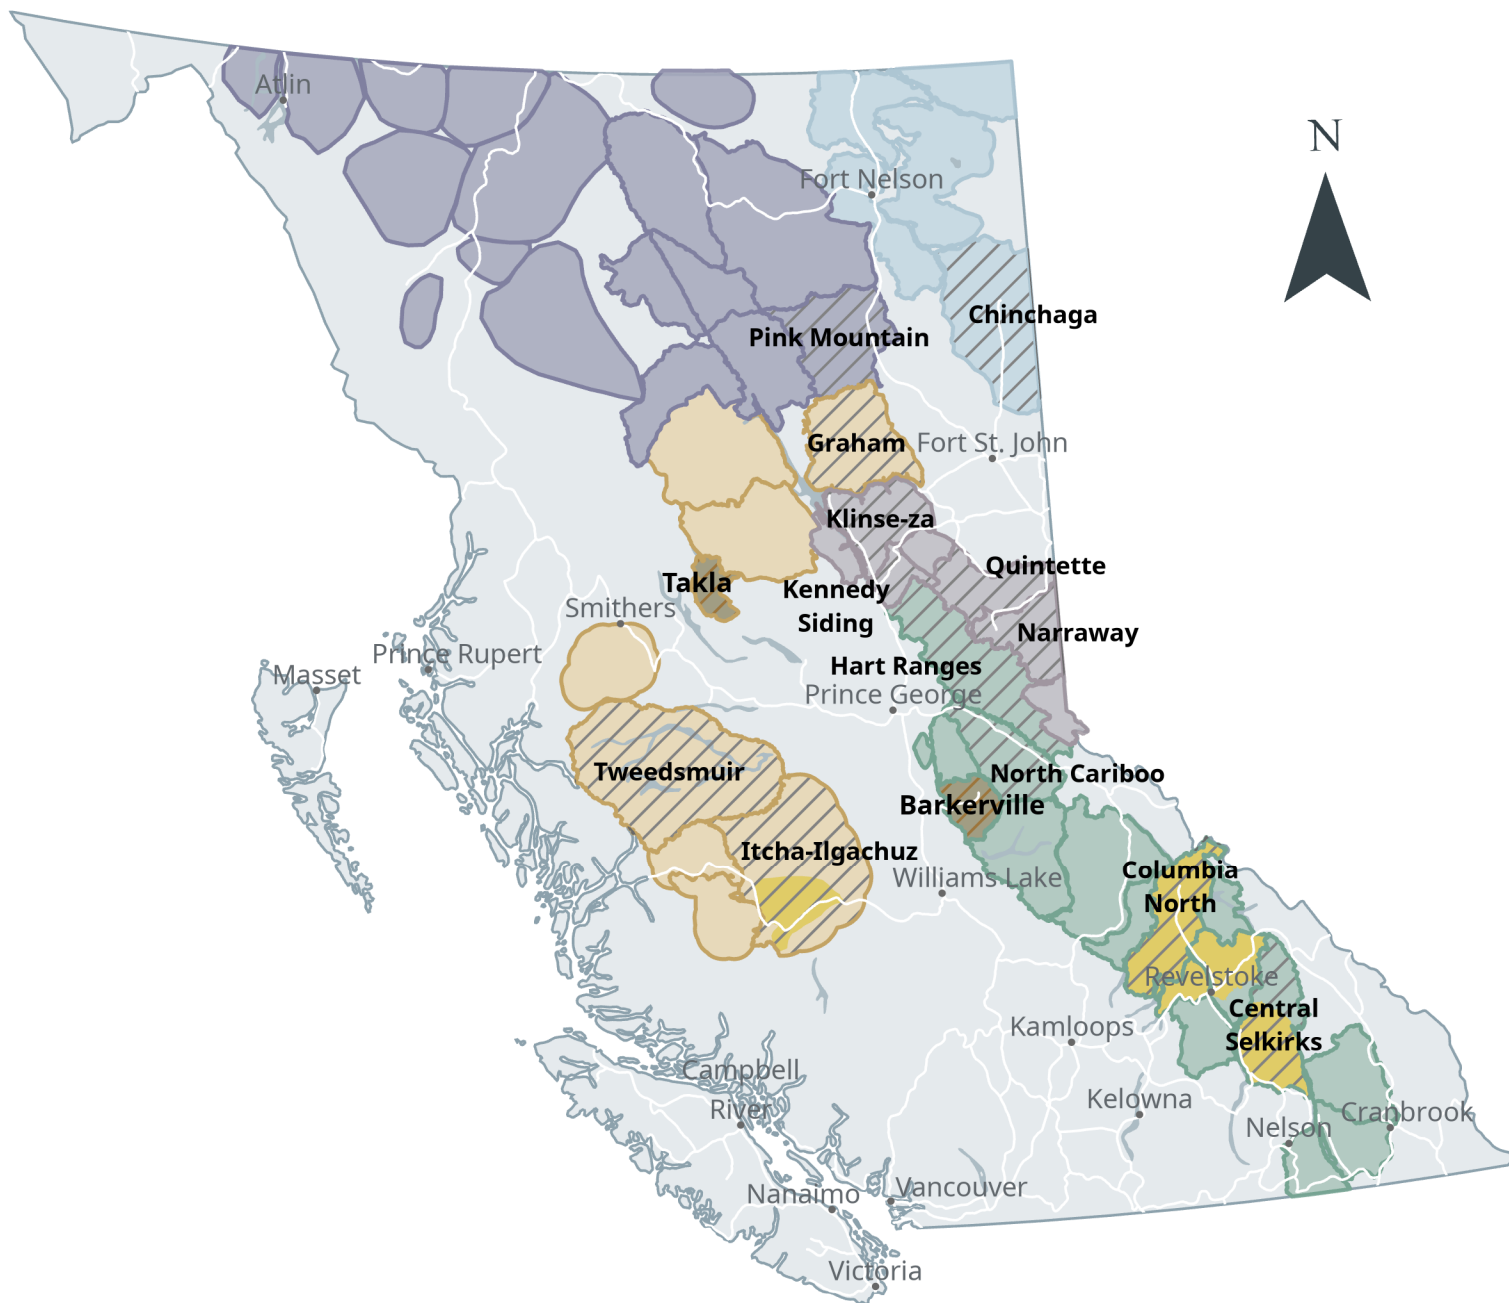 Atlin
N
Fort Nelson
Chinchaga
Pink Mountain
Graham
Fort St. John
Klinse-za
Quintette
Takla
Kennedy
Siding
Smithers
Narraway
Prince Rupert
Hart Ranges
Masset
Prince George
Tweedsmuir
North Cariboo
Barkerville
Itcha-Ilgachuz
Columbia
North
Williams Lake
Revelstoke
Central
Selkirks
Kamloops
Campbell
River
Kelowna
Cranbrook
Nelson
Nanaimo
Vancouver
Victoria